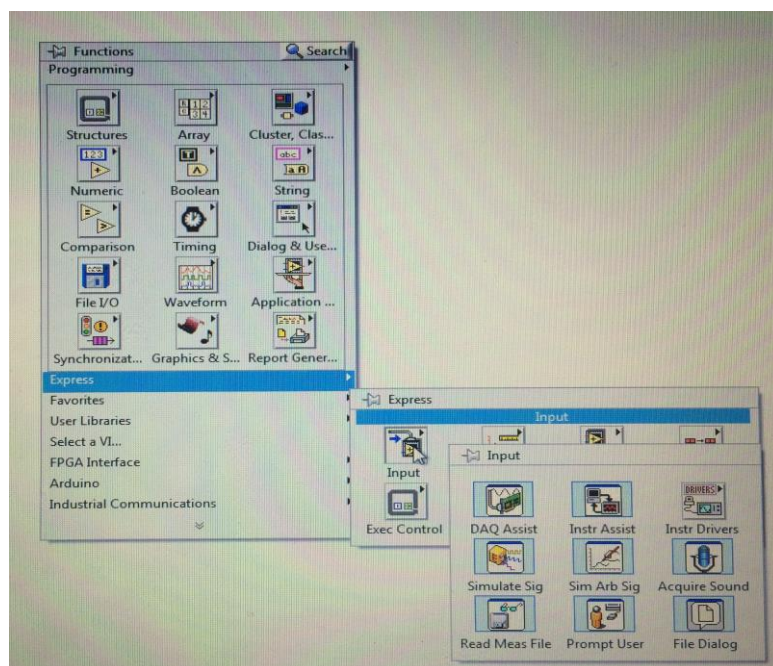 Functions Search
Programming
Structures Array Cluster, Clas...
Numeric Boolean String
Comparison Timing Dialog & Use...
File I/O Waveform Application ...
Synchronizat... Graphics & S... Report Gener...
Express
Favorites
User Libraries
Select a VI...
FPGA Interface
Arduino
Industrial Communications
Express
Input
Input
Exec Control
Input
DAQ Assist Instr Assist Instr Drivers
Simulate Sig Sim Arb Sig Acquire Sound
Read Meas File Prompt User File Dialog